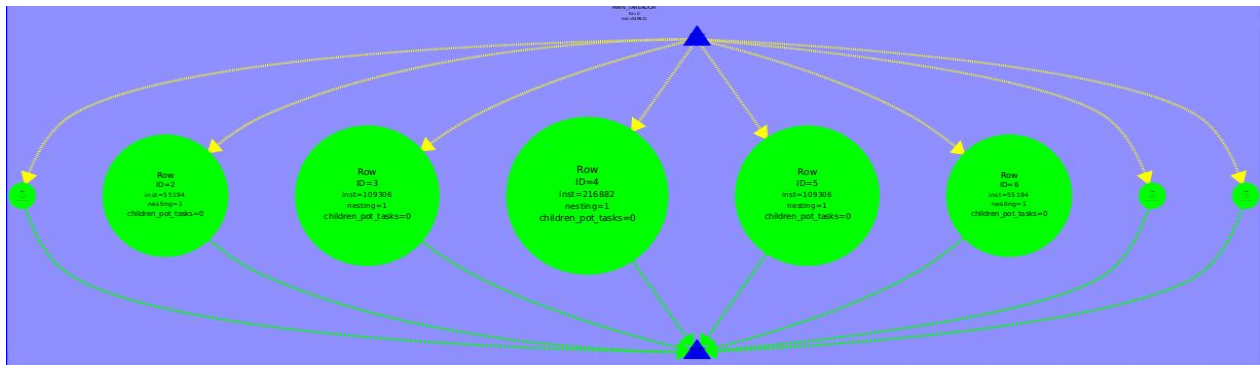 Row
ID=2
inst=55194
nesting=1
children_pot_tasks=0
Row
ID=3
inst=109306
nesting=1
children_pot_tasks=0
Row
ID=4
inst=216882
nesting=1
children_pot_tasks=0
Row
ID=5
inst=109306
nesting=1
children_pot_tasks=0
Row
ID=6
inst=55194
nesting=1
children_pot_tasks=0